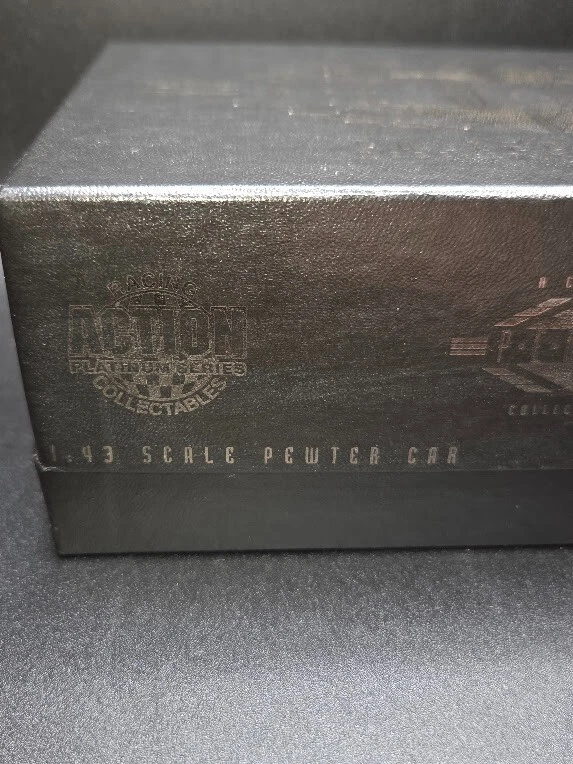 RACING
ACTION
PLATINUM SERIES
COLLECTABLES
1:43 SCALE PEWTER CAR